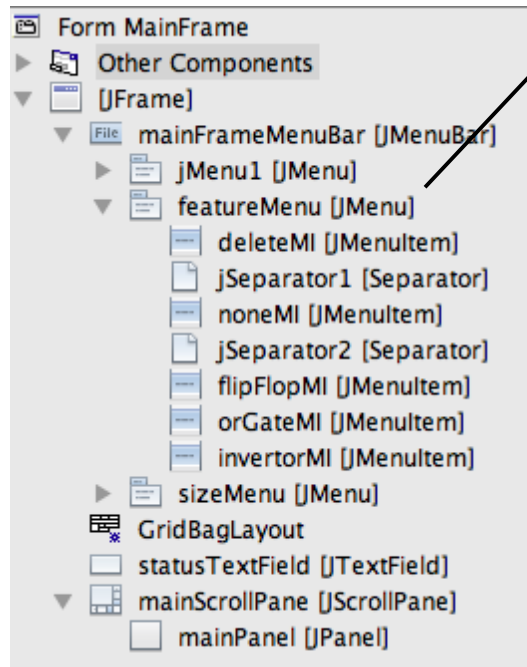 Form MainFrame
Other Components
[JFrame]
File mainFrameMenuBar [JMenuBar]
jMenu1 [JMenu]
featureMenu [JMenu]
deleteMI [JMenuItem]
jSeparator1 [Separator]
noneMI [JMenuItem]
jSeparator2 [Separator]
flipFlopMI [JMenuItem]
orGateMI [JMenuItem]
invertorMI [JMenuItem]
sizeMenu [JMenu]
GridBagLayout
statusTextField [JTextField]
mainScrollPane [JScrollPane]
mainPanel [JPanel]